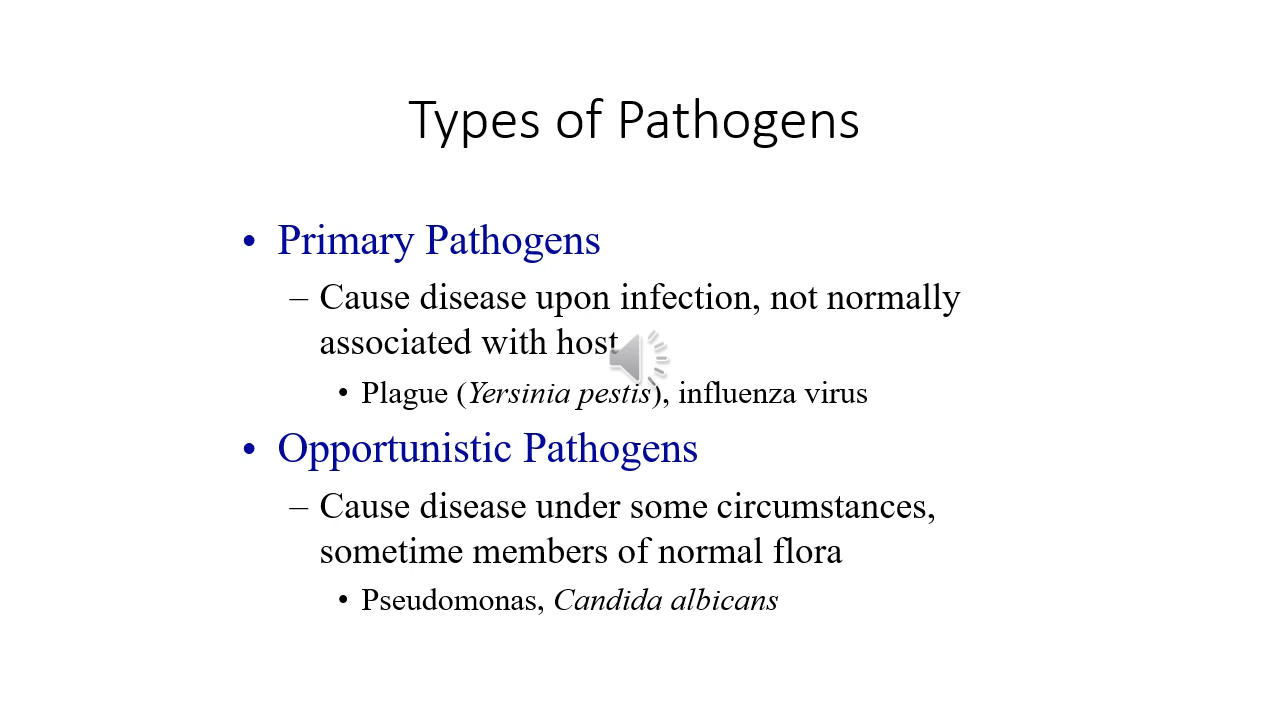 Types of Pathogens
• Primary Pathogens
– Cause disease upon infection, not normally
associated with host
• Plague (Yersinia pestis), influenza virus
• Opportunistic Pathogens
– Cause disease under some circumstances,
sometime members of normal flora
• Pseudomonas, Candida albicans